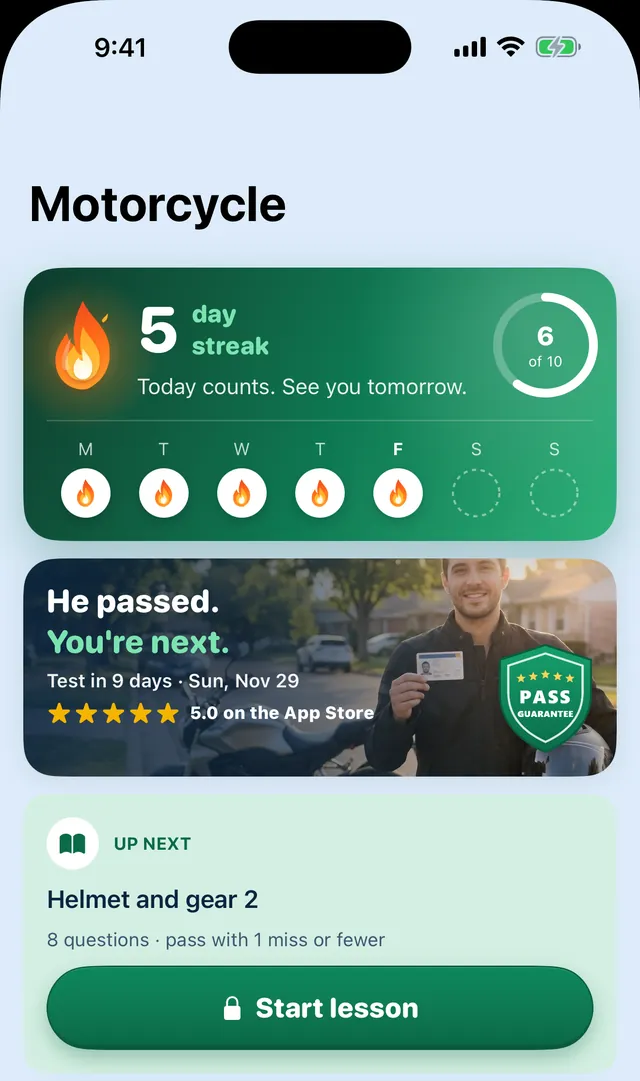 9:41
Motorcycle
5 day
streak
6
of 10
Today counts. See you tomorrow.
M T W T F S S
He passed.
You're next.
Test in 9 days · Sun, Nov 29
5.0 on the App Store
PASS
GUARANTEE
UP NEXT
Helmet and gear 2
8 questions · pass with 1 miss or fewer
Start lesson